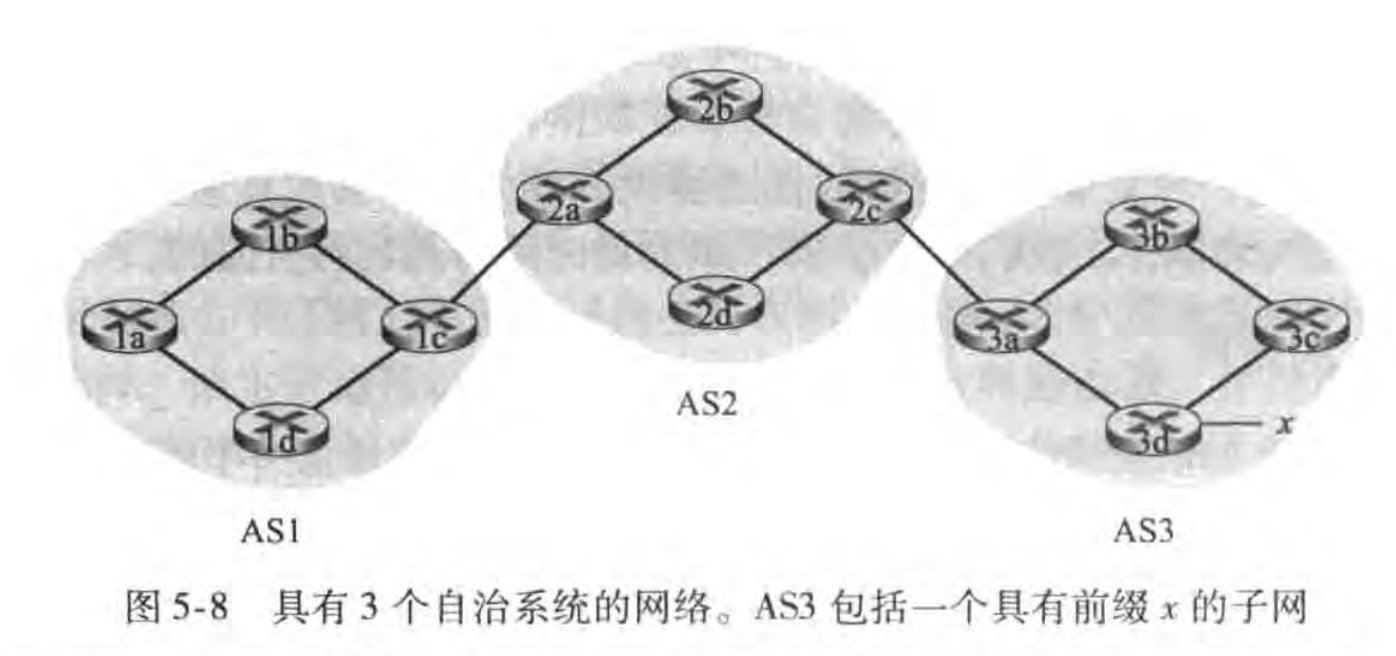 2b
2a
2c
2d
1b
1a
1c
1d
3b
3a
3c
3d
x
AS2
AS1
AS3
图 5-8 具有 3 个自治系统的网络。AS3 包括一个具有前缀 x 的子网